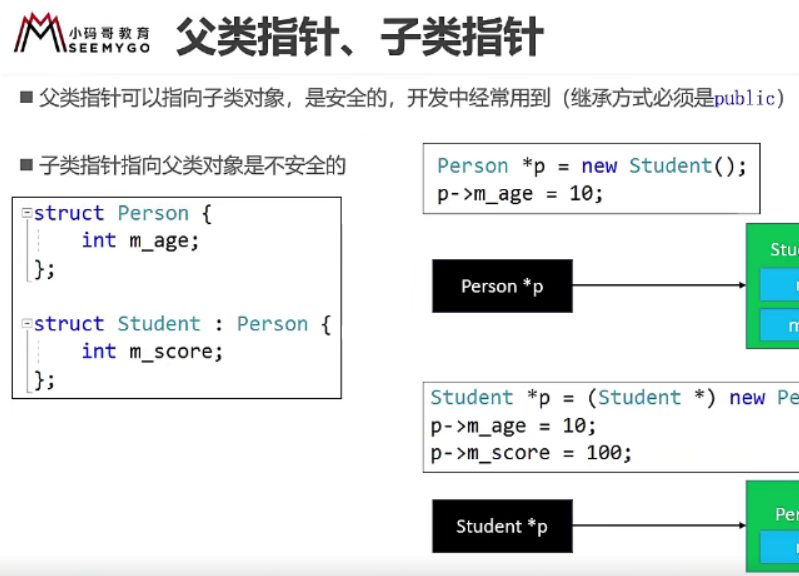 小码哥教育
SEEMYGO
父类指针、子类指针
■ 父类指针可以指向子类对象，是安全的，开发中经常用到（继承方式必须是public）
■ 子类指针指向父类对象是不安全的
struct Person {
int m_age;
};
struct Student : Person {
int m_score;
};
Person *p = new Student();
p->m_age = 10;
Person *p
Stu
m
Student *p = (Student *) new Pe
p->m_age = 10;
p->m_score = 100;
Student *p
Per